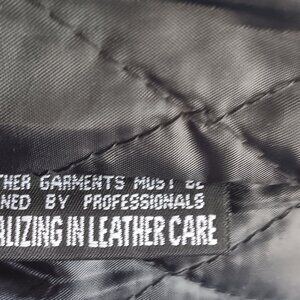 THER GARMENTS MUST BE
NED BY PROFESSIONALS
ALIZING IN LEATHER CARE